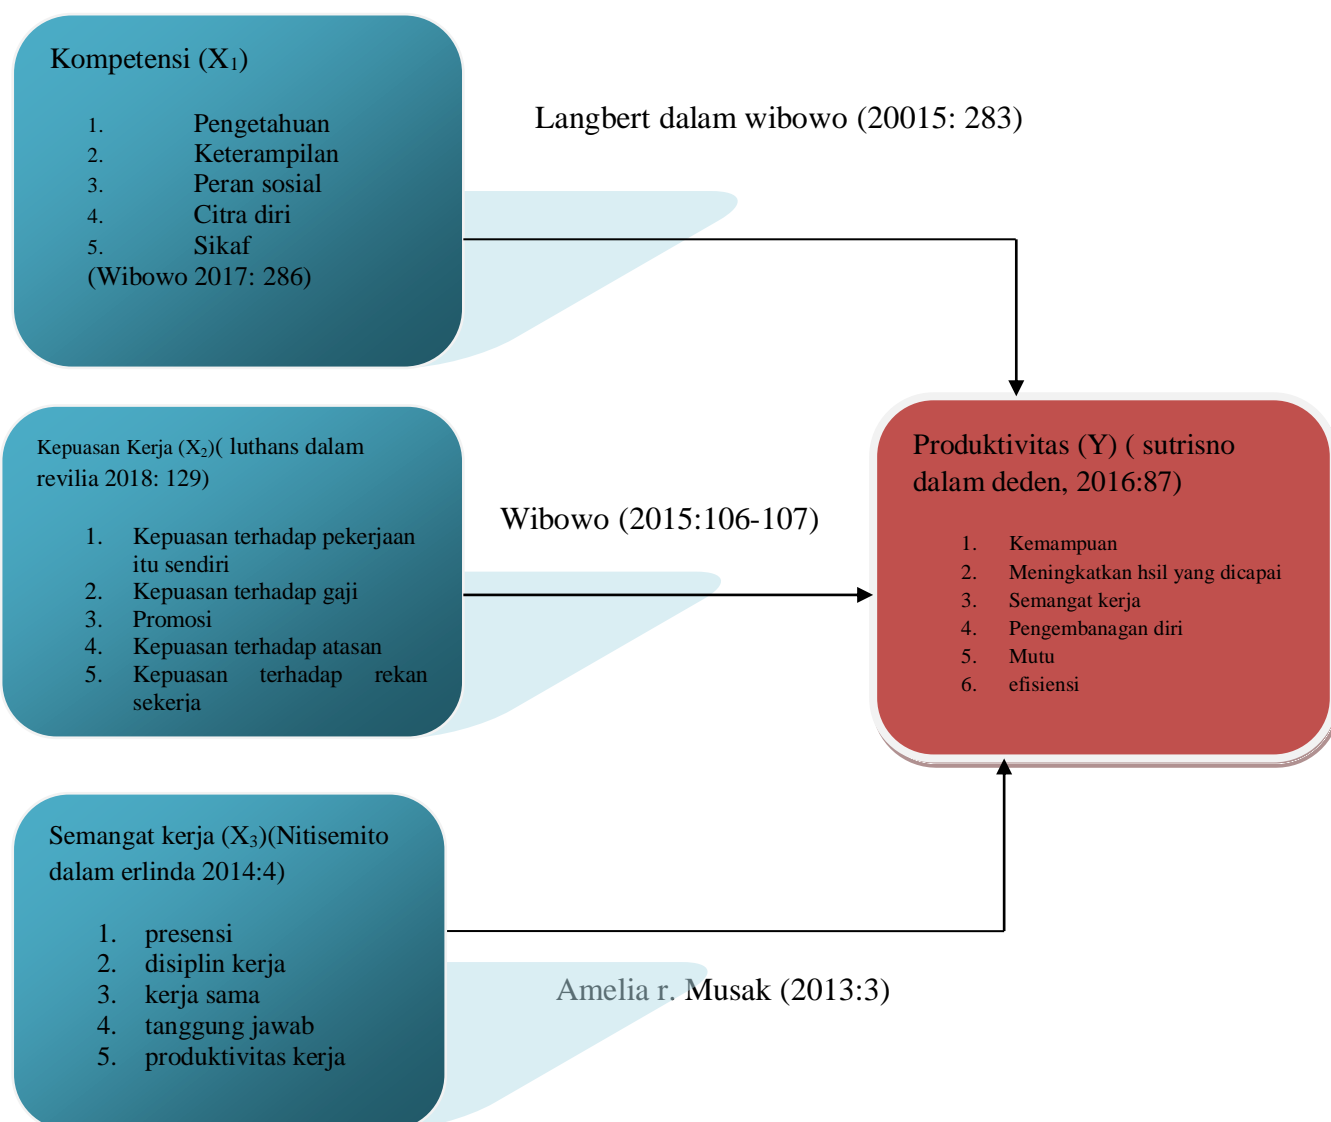 Kompetensi (X₁)
1. Pengetahuan
2. Keterampilan
3. Peran sosial
4. Citra diri
5. Sikaf
(Wibowo 2017: 286)
Langbert dalam wibowo (20015: 283)
Kepuasan Kerja (X₂)( luthans dalam
revilia 2018: 129)
1. Kepuasan terhadap pekerjaan
itu sendiri
2. Kepuasan terhadap gaji
3. Promosi
4. Kepuasan terhadap atasan
5. Kepuasan terhadap rekan
sekerja
Wibowo (2015:106-107)
Produktivitas (Y) ( sutrisno
dalam deden, 2016:87)
1. Kemampuan
2. Meningkatkan hsil yang dicapai
3. Semangat kerja
4. Pengembanagan diri
5. Mutu
6. efisiensi
Semangat kerja (X₃)(Nitisemito
dalam erlinda 2014:4)
1. presensi
2. disiplin kerja
3. kerja sama
4. tanggung jawab
5. produktivitas kerja
Amelia r. Musak (2013:3)